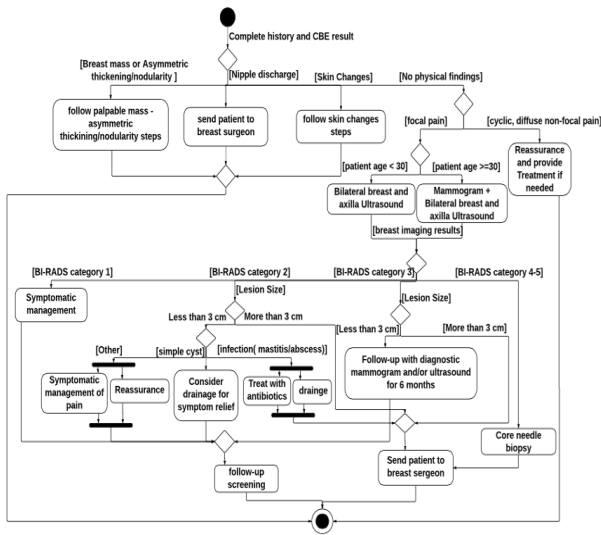 Complete history and CBE result
[Breast mass or Asymmetric
thickening/nodularity ]
[Nipple discharge]
[Skin Changes]
[No physical findings]
follow palpable mass -
asymmetric
thickining/nodularity steps
send patient to
breast surgeon
follow skin changes
steps
[focal pain]
[cyclic, diffuse non-focal pain]
Reassurance
and provide
Treatment if
needed
[patient age < 30]
[patient age >=30]
Bilateral breast and
axilla Ultrasound
Mammogram +
Bilateral breast and
axilla Ultrasound
[breast imaging results]
[BI-RADS category 1]
[BI-RADS category 2]
[BI-RADS category 3]
[BI-RADS category 4-5]
Symptomatic
management
[Lesion Size]
[Lesion Size]
Less than 3 cm
More than 3 cm
[Less than 3 cm]
[More than 3 cm]
[Other]
[simple cyst]
[infection( mastitis/abscess)]
Follow-up with diagnostic
mammogram and/or ultrasound
for 6 months
Symptomatic
management of
pain
Reassurance
Consider
drainage for
symptom relief
Treat with
antibiotics
drainge
Core needle
biopsy
Send patient to
breast sergeon
follow-up
screening